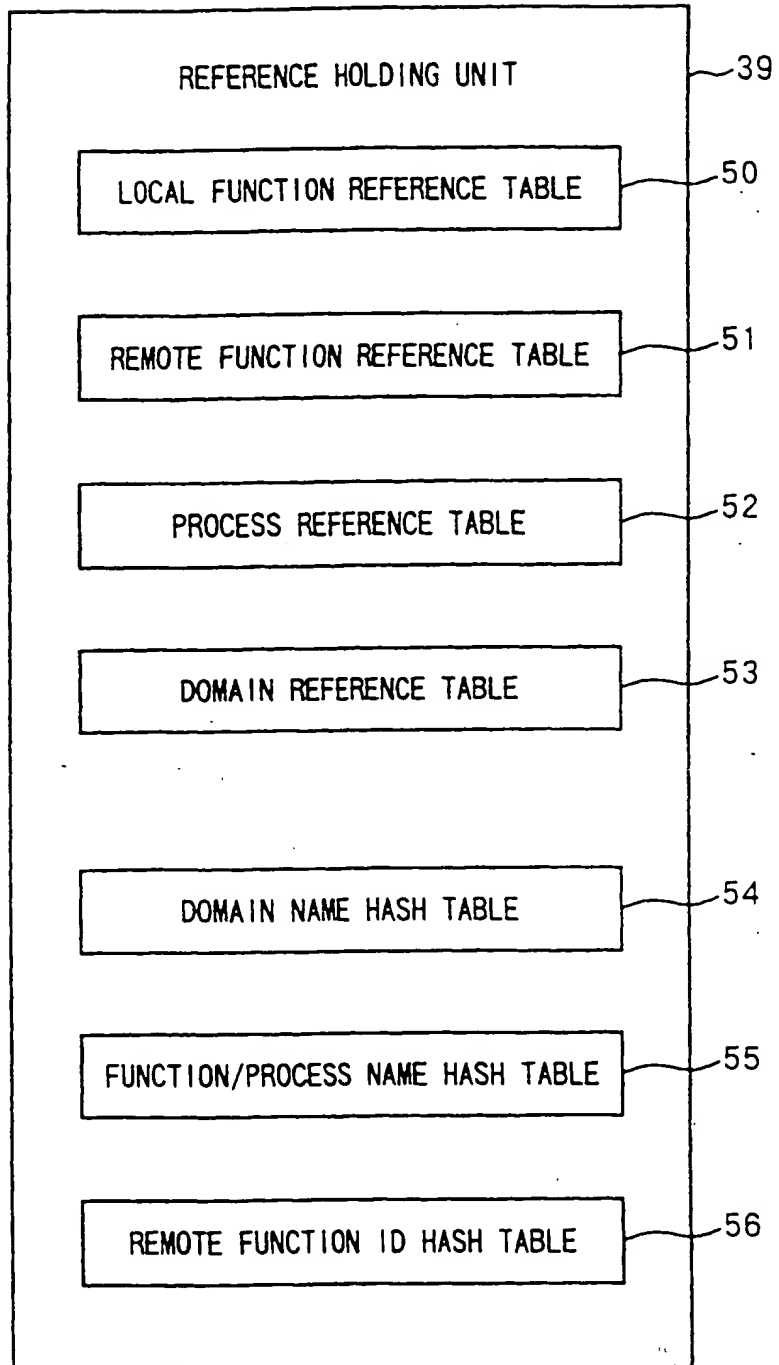 REFERENCE HOLDING UNIT 39
LOCAL FUNCTION REFERENCE TABLE 50
REMOTE FUNCTION REFERENCE TABLE 51
PROCESS REFERENCE TABLE 52
DOMAIN REFERENCE TABLE 53
DOMAIN NAME HASH TABLE 54
FUNCTION/PROCESS NAME HASH TABLE 55
REMOTE FUNCTION ID HASH TABLE 56